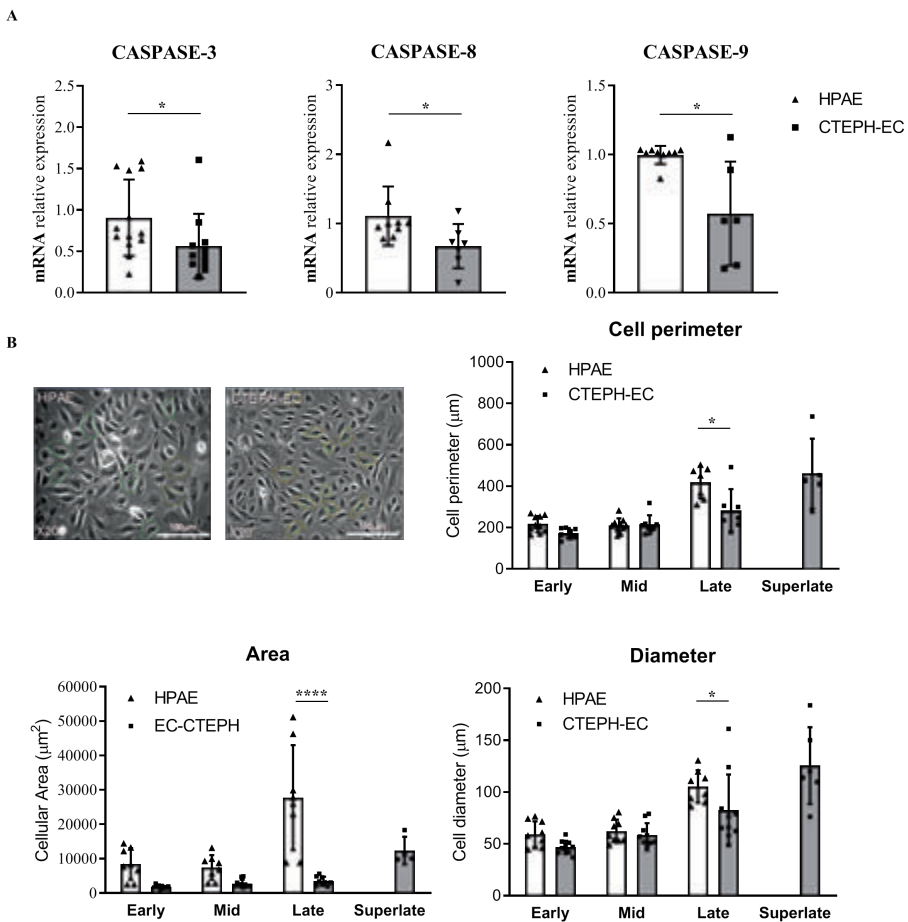 A
CASPASE-3
CASPASE-8
CASPASE-9
mRNA relative expression
2.5
2.0
1.5
1.0
0.5
0.0
*
mRNA relative expression
3
2
1
0
*
mRNA relative expression
1.5
1.0
0.5
0.0
*
HPAE
CTEPH-EC
B
HPAE
CTEPH-EC
Cell perimeter
Cell perimeter (µm)
1000
800
600
400
200
0
HPAE
CTEPH-EC
*
Early Mid Late Superlate
Area
Cellular Area (µm²)
60000
50000
40000
30000
20000
10000
0
HPAE
EC-CTEPH
****
Early Mid Late Superlate
Diameter
Cell diameter (µm)
200
150
100
50
0
HPAE
CTEPH-EC
*
Early Mid Late Superlate